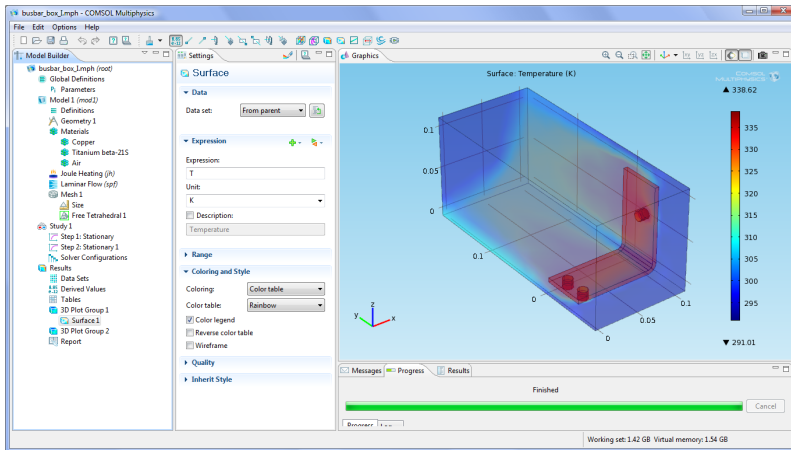 busbar_box_I.mph - COMSOL Multiphysics
File Edit Options Help
Model Builder
busbar_box_I.mph (root)
Global Definitions
Pi Parameters
Model 1 (mod1)
Definitions
Geometry 1
Materials
Copper
Titanium beta-21S
Air
Joule Heating (jh)
Laminar Flow (spf)
Mesh 1
Size
Free Tetrahedral 1
Study 1
Step 1: Stationary
Step 2: Stationary 1
Solver Configurations
Results
Data Sets
Derived Values
Tables
3D Plot Group 1
Surface 1
3D Plot Group 2
Report
Settings
Surface
Data
Data set: From parent
Expression
Expression:
T
Unit:
K
Description:
Temperature
Range
Coloring and Style
Coloring: Color table
Color table: Rainbow
Color legend
Reverse color table
Wireframe
Quality
Inherit Style
Graphics
Surface: Temperature (K)
COMSOL
MULTIPHYSICS
▲ 338.62
335
330
325
320
315
310
305
300
295
▼ 291.01
0.1
0.05
0
0.1
0
0.1
0.05
0
z
y
x
Messages Progress Results
Finished
Cancel
Progress Log
Working set: 1.42 GB Virtual memory: 1.54 GB